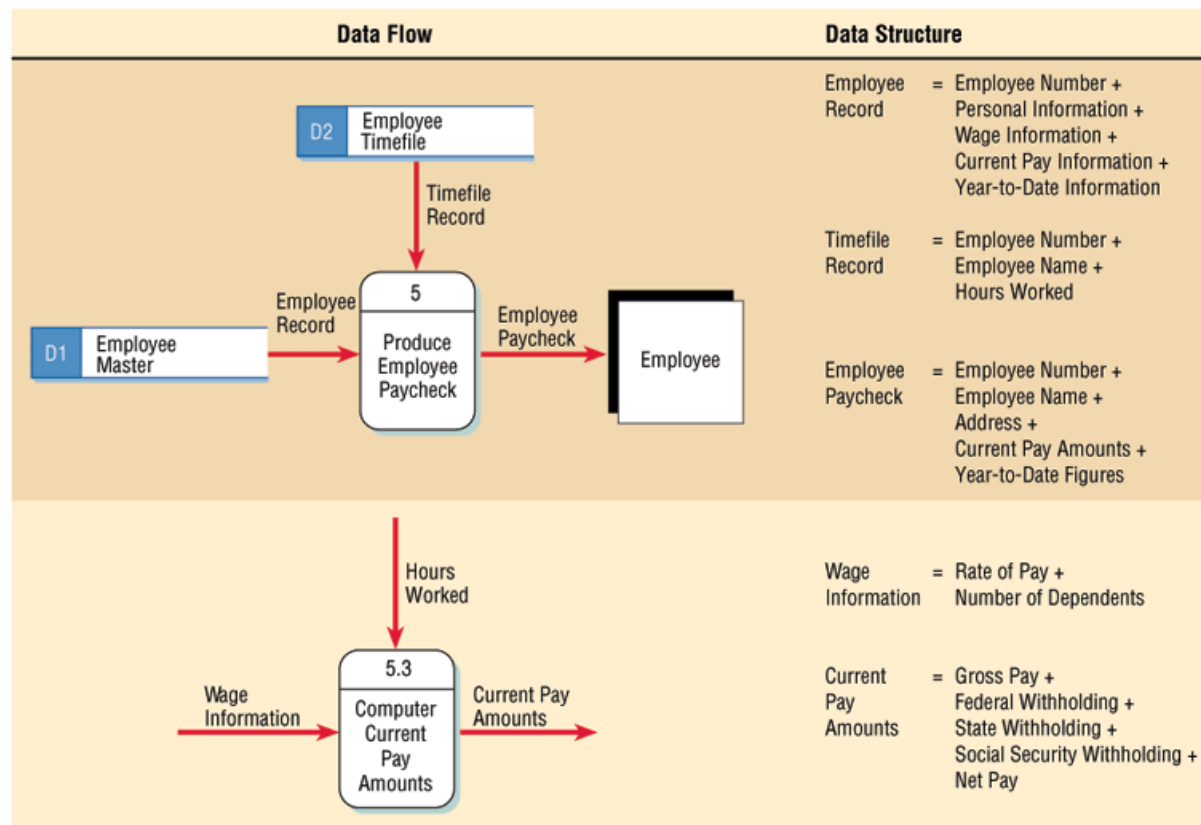 Data Flow
Data Structure
D2
Employee
Timefile
Timefile
Record
5
Produce
Employee
Paycheck
Employee
Record
D1
Employee
Master
Employee
Paycheck
Employee
Employee = Employee Number +
Record Personal Information +
Wage Information +
Current Pay Information +
Year-to-Date Information
Timefile = Employee Number +
Record Employee Name +
Hours Worked
Employee = Employee Number +
Paycheck Employee Name +
Address +
Current Pay Amounts +
Year-to-Date Figures
Hours
Worked
Wage
Information
5.3
Computer
Current
Pay
Amounts
Current Pay
Amounts
Wage = Rate of Pay +
Information Number of Dependents
Current = Gross Pay +
Pay Federal Withholding +
Amounts State Withholding +
Social Security Withholding +
Net Pay